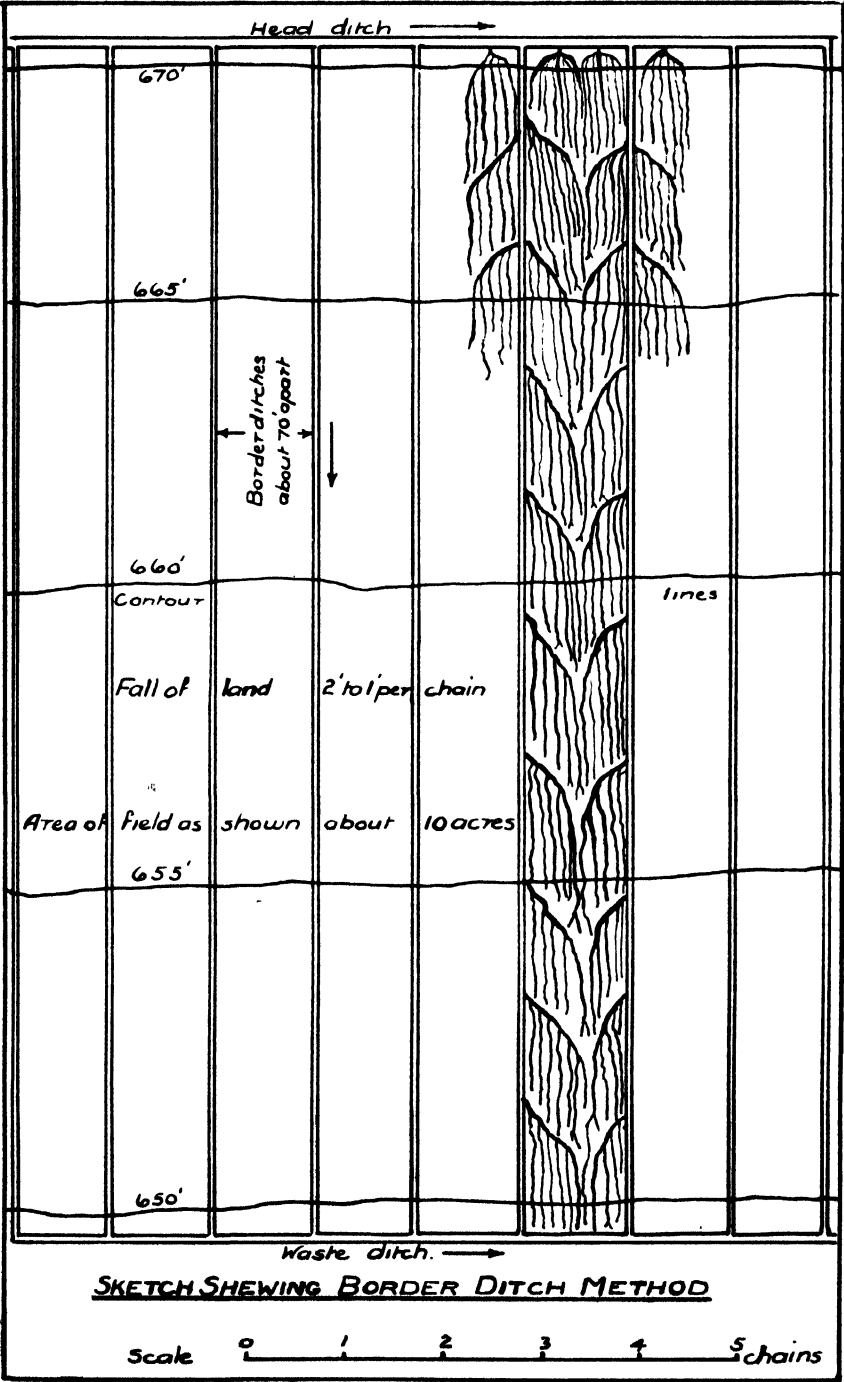 Head ditch
670'
665'
Border ditches
about 70' apart
660'
Contour lines
Fall of land 2' to 1' per chain
Area of field as shown about 10 acres
655'
650'
Waste ditch.
SKETCH SHEWING BORDER DITCH METHOD
0 1 2 3 4 5
Scale chains